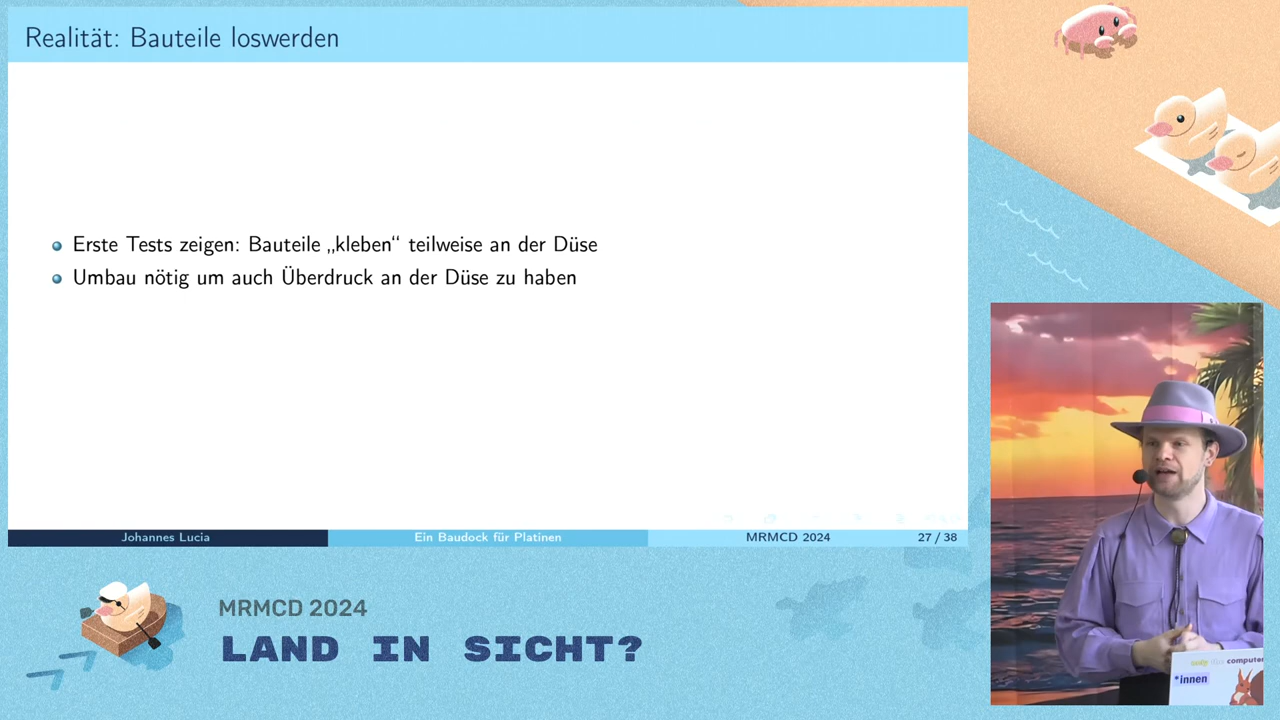 Realität: Bauteile loswerden
Erste Tests zeigen: Bauteile „kleben“ teilweise an der Düse
Umbau nötig um auch Überdruck an der Düse zu haben
Johannes Lucia
Ein Baudock für Platinen
MRMCD 2024
27 / 38
MRMCD 2024
LAND IN SICHT?
computer
*innen